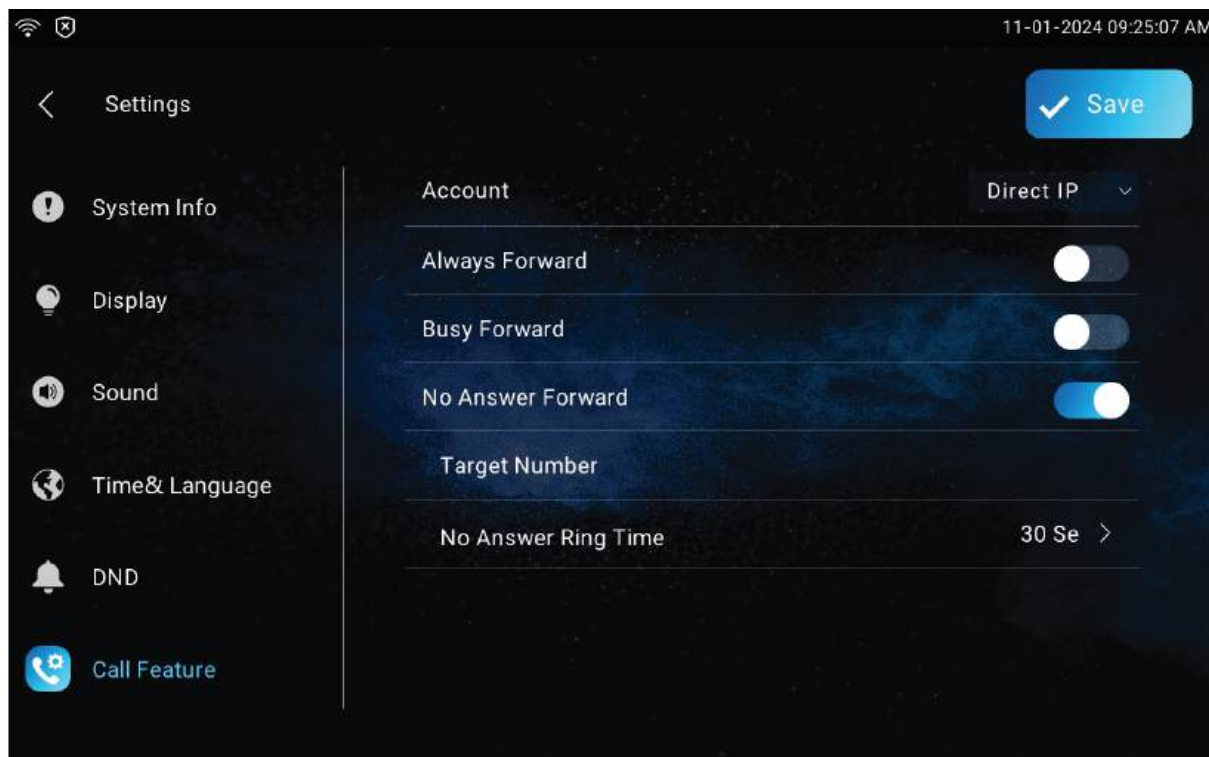 11-01-2024 09:25:07 AM
Settings
Save
System Info
Display
Sound
Time& Language
DND
Call Feature
Account
Direct IP
Always Forward
Busy Forward
No Answer Forward
Target Number
No Answer Ring Time
30 Se